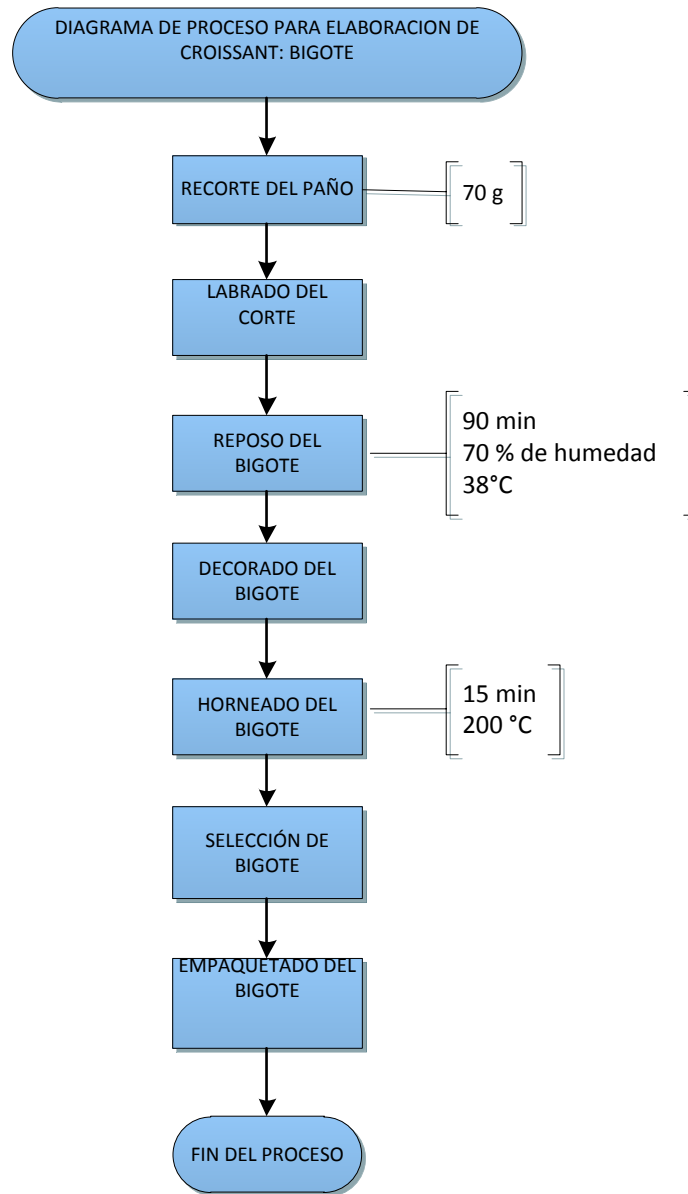 DIAGRAMA DE PROCESO PARA ELABORACION DE
CROISSANT: BIGOTE
RECORTE DEL PAÑO
70 g
LABRADO DEL
CORTE
REPOSO DEL
BIGOTE
90 min
70 % de humedad
38°C
DECORADO DEL
BIGOTE
HORNEADO DEL
BIGOTE
15 min
200 °C
SELECCIÓN DE
BIGOTE
EMPAQUETADO DEL
BIGOTE
FIN DEL PROCESO